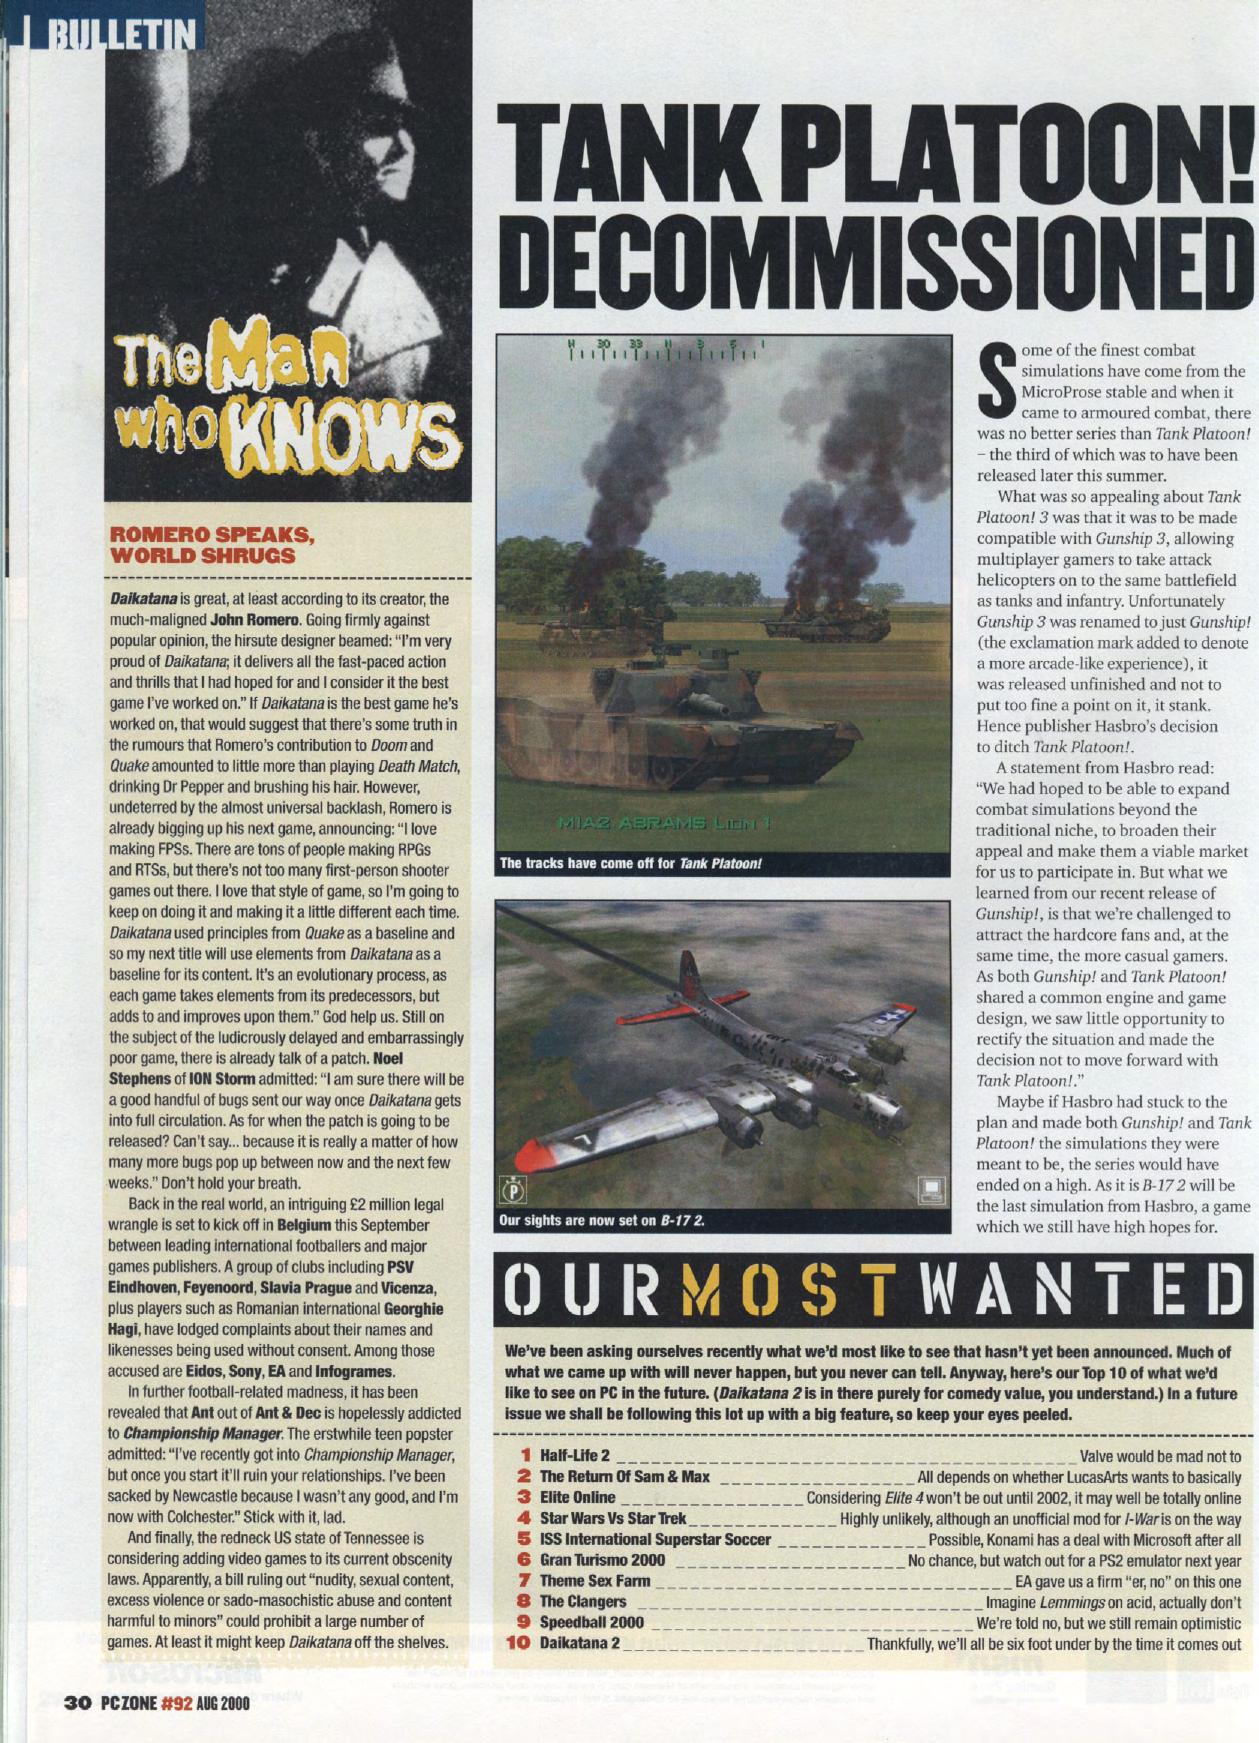 BULLETIN
The Man
who KNOWS
ROMERO SPEAKS,
WORLD SHRUGS
Daikatana is great, at least according to its creator, the
much-maligned John Romero. Going firmly against
popular opinion, the hirsute designer beamed: "I'm very
proud of Daikatana; it delivers all the fast-paced action
and thrills that I had hoped for and I consider it the best
game I've worked on." If Daikatana is the best game he's
worked on, that would suggest that there's some truth in
the rumours that Romero's contribution to Doom and
Quake amounted to little more than playing Death Match,
drinking Dr Pepper and brushing his hair. However,
undeterred by the almost universal backlash, Romero is
already bigging up his next game, announcing: "I love
making FPSs. There are tons of people making RPGs
and RTSs, but there's not too many first-person shooter
games out there. I love that style of game, so I'm going to
keep on doing it and making it a little different each time.
Daikatana used principles from Quake as a baseline and
so my next title will use elements from Daikatana as a
baseline for its content. It's an evolutionary process, as
each game takes elements from its predecessors, but
adds to and improves upon them." God help us. Still on
the subject of the ludicrously delayed and embarrassingly
poor game, there is already talk of a patch. Noel
Stephens of ION Storm admitted: "I am sure there will be
a good handful of bugs sent our way once Daikatana gets
into full circulation. As for when the patch is going to be
released? Can't say... because it is really a matter of how
many more bugs pop up between now and the next few
weeks." Don't hold your breath.
Back in the real world, an intriguing £2 million legal
wrangle is set to kick off in Belgium this September
between leading international footballers and major
games publishers. A group of clubs including PSV
Eindhoven, Feyenoord, Slavia Prague and Vicenza,
plus players such as Romanian international Georghie
Hagi, have lodged complaints about their names and
likenesses being used without consent. Among those
accused are Eidos, Sony, EA and Infogrames.
In further football-related madness, it has been
revealed that Ant out of Ant & Dec is hopelessly addicted
to Championship Manager. The erstwhile teen popster
admitted: "I've recently got into Championship Manager,
but once you start it'll ruin your relationships. I've been
sacked by Newcastle because I wasn't any good, and I'm
now with Colchester." Stick with it, lad.
And finally, the redneck US state of Tennessee is
considering adding video games to its current obscenity
laws. Apparently, a bill ruling out "nudity, sexual content,
excess violence or sado-masochistic abuse and content
harmful to minors" could prohibit a large number of
games. At least it might keep Daikatana off the shelves.
TANK PLATOON!
DECOMMISSIONED
W 30 33 N 3 6 I
M1A2 ABRAMS LION 1
The tracks have come off for Tank Platoon!
P
Our sights are now set on B-17 2.
Some of the finest combat
simulations have come from the
MicroProse stable and when it
came to armoured combat, there
was no better series than Tank Platoon!
– the third of which was to have been
released later this summer.
What was so appealing about Tank
Platoon! 3 was that it was to be made
compatible with Gunship 3, allowing
multiplayer gamers to take attack
helicopters on to the same battlefield
as tanks and infantry. Unfortunately
Gunship 3 was renamed to just Gunship!
(the exclamation mark added to denote
a more arcade-like experience), it
was released unfinished and not to
put too fine a point on it, it stank.
Hence publisher Hasbro's decision
to ditch Tank Platoon!.
A statement from Hasbro read:
"We had hoped to be able to expand
combat simulations beyond the
traditional niche, to broaden their
appeal and make them a viable market
for us to participate in. But what we
learned from our recent release of
Gunship!, is that we're challenged to
attract the hardcore fans and, at the
same time, the more casual gamers.
As both Gunship! and Tank Platoon!
shared a common engine and game
design, we saw little opportunity to
rectify the situation and made the
decision not to move forward with
Tank Platoon!."
Maybe if Hasbro had stuck to the
plan and made both Gunship! and Tank
Platoon! the simulations they were
meant to be, the series would have
ended on a high. As it is B-17 2 will be
the last simulation from Hasbro, a game
which we still have high hopes for.
OUR MOST WANTED
We've been asking ourselves recently what we'd most like to see that hasn't yet been announced. Much of
what we came up with will never happen, but you never can tell. Anyway, here's our Top 10 of what we'd
like to see on PC in the future. (Daikatana 2 is in there purely for comedy value, you understand.) In a future
issue we shall be following this lot up with a big feature, so keep your eyes peeled.
1 Half-Life 2 Valve would be mad not to
2 The Return Of Sam & Max All depends on whether LucasArts wants to basically
3 Elite Online Considering Elite 4 won't be out until 2002, it may well be totally online
4 Star Wars Vs Star Trek Highly unlikely, although an unofficial mod for I-War is on the way
5 ISS International Superstar Soccer Possible, Konami has a deal with Microsoft after all
6 Gran Turismo 2000 No chance, but watch out for a PS2 emulator next year
7 Theme Sex Farm EA gave us a firm "er, no" on this one
8 The Clangers Imagine Lemmings on acid, actually don't
9 Speedball 2000 We're told no, but we still remain optimistic
10 Daikatana 2 Thankfully, we'll all be six foot under by the time it comes out
30 PCZONE #92 AUG 2000